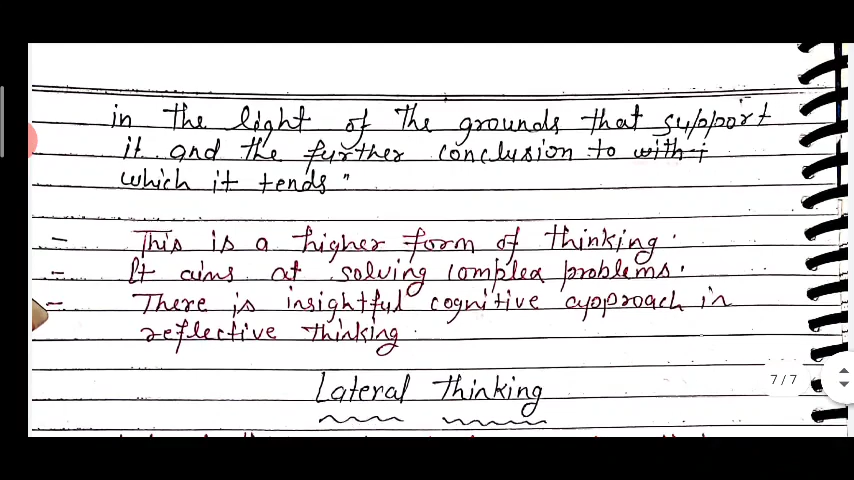 in the light of the grounds that support
it and the further conclusion to with i
which it tends"
- This is a higher form of thinking.
- It aims at solving complex problems.
- There is insightful cognitive approach in
reflective thinking.
7/7
Lateral Thinking